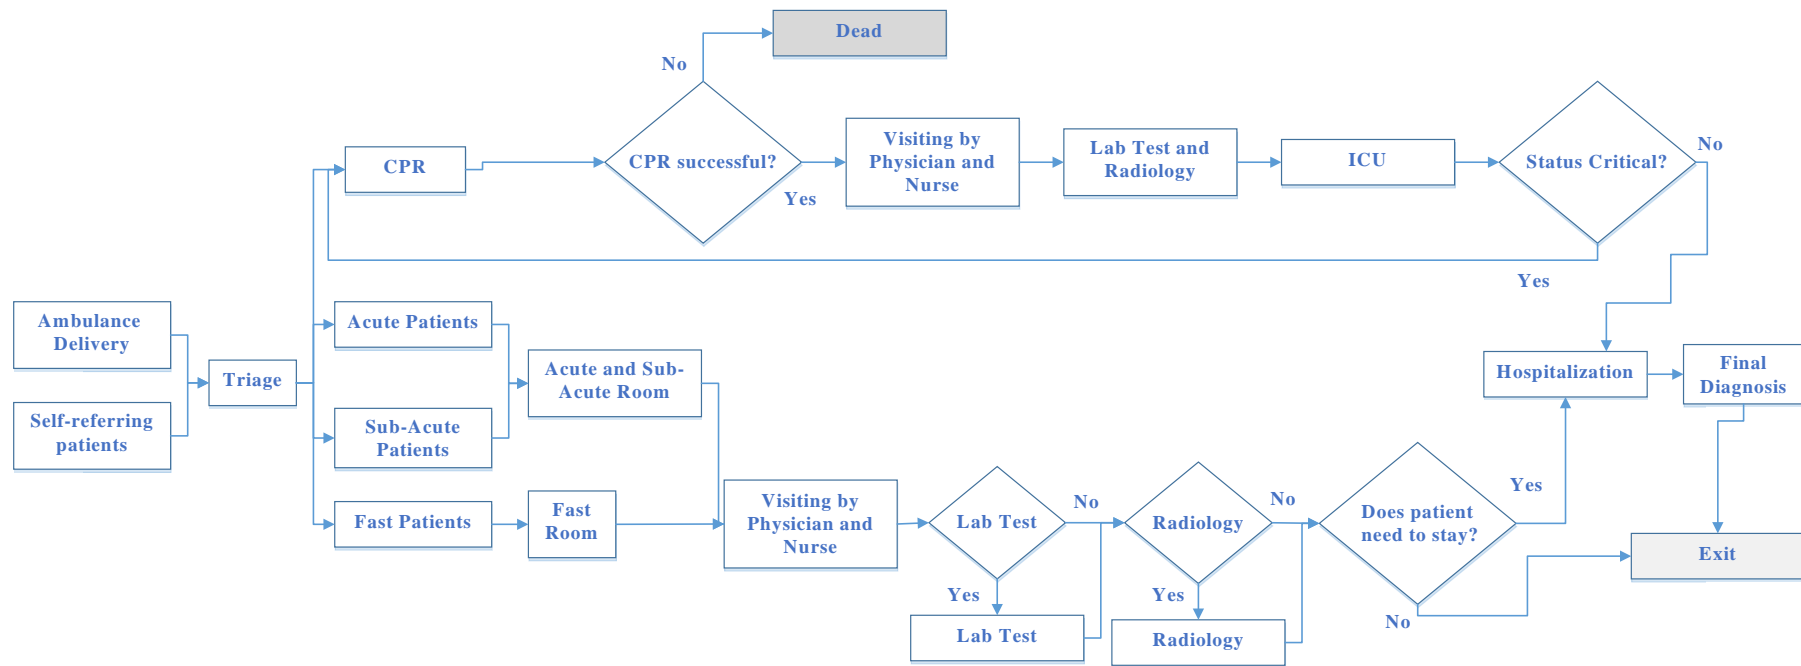 Dead
No
CPR
CPR successful?
Yes
Visiting by
Physician and
Nurse
Lab Test and
Radiology
ICU
Status Critical?
No
Yes
Ambulance
Delivery
Self-referring
patients
Triage
Acute Patients
Sub-Acute
Patients
Acute and Sub-
Acute Room
Fast Patients
Fast
Room
Visiting by
Physician and
Nurse
Lab Test
No
Yes
Lab Test
Radiology
No
Yes
Radiology
Does patient
need to stay?
Yes
No
Hospitalization
Final
Diagnosis
Exit